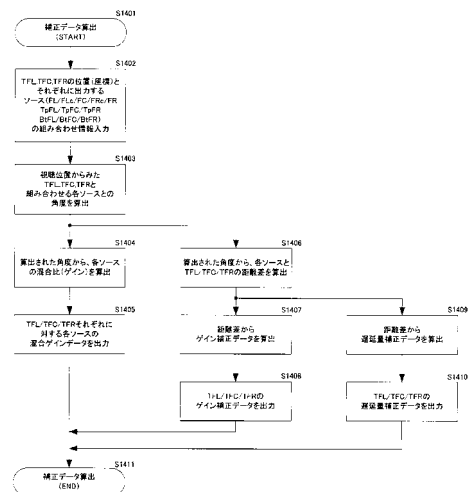 S1401
補正データ算出
(START)
S1402
TFL,TFC,TFRの位置(座標)と
それぞれに出力する
ソース(FL/FLc/FC/FRc/FR
TpFL/TpFC/TpFR
BtFL/BtFC/BtFR)
の組み合わせ情報入力
S1403
視聴位置からみた
TFL,TFC,TFRと
組み合わせる各ソースとの
角度を算出
S1404
算出された角度から、各ソース
の混合比(ゲイン)を算出
S1406
算出された角度から、各ソースと
TFL/TFC/TFRの距離差を算出
S1405
TFL/TFC/TFRそれぞれに
対する各ソースの
混合ゲインデータを出力
S1407
距離差から
ゲイン補正データを算出
S1409
距離差から
遅延量補正データを算出
S1408
TFL/TFC/TFRの
ゲイン補正データを出力
S1410
TFL/TFC/TFRの
遅延量補正データを出力
S1411
補正データ算出
(END)